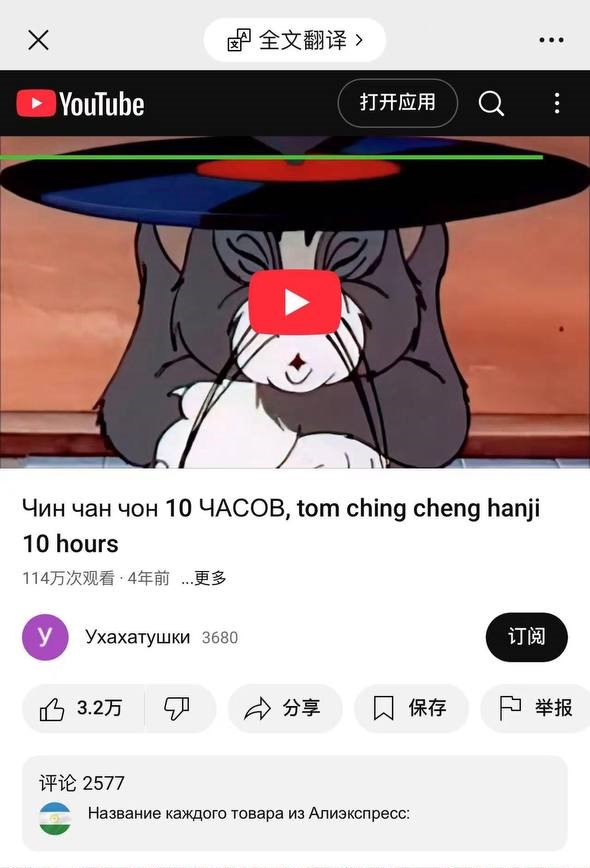 全文翻译
YouTube
打开应用
Чин чан чон 10 ЧАСОВ, tom ching cheng hanji
10 hours
114万次观看 · 4年前 ...更多
У
Ухахатушки 3680
订阅
3.2万
分享
保存
举报
评论 2577
Название каждого товара из Алиэкспресс: